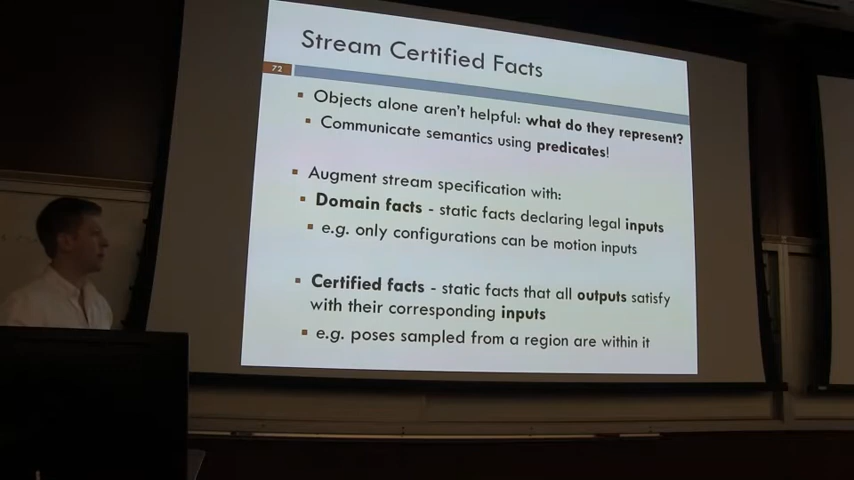 Stream Certified Facts
72
Objects alone aren't helpful: what do they represent?
Communicate semantics using predicates!
Augment stream specification with:
Domain facts - static facts declaring legal inputs
e.g. only configurations can be motion inputs
Certified facts - static facts that all outputs satisfy
with their corresponding inputs
e.g. poses sampled from a region are within it